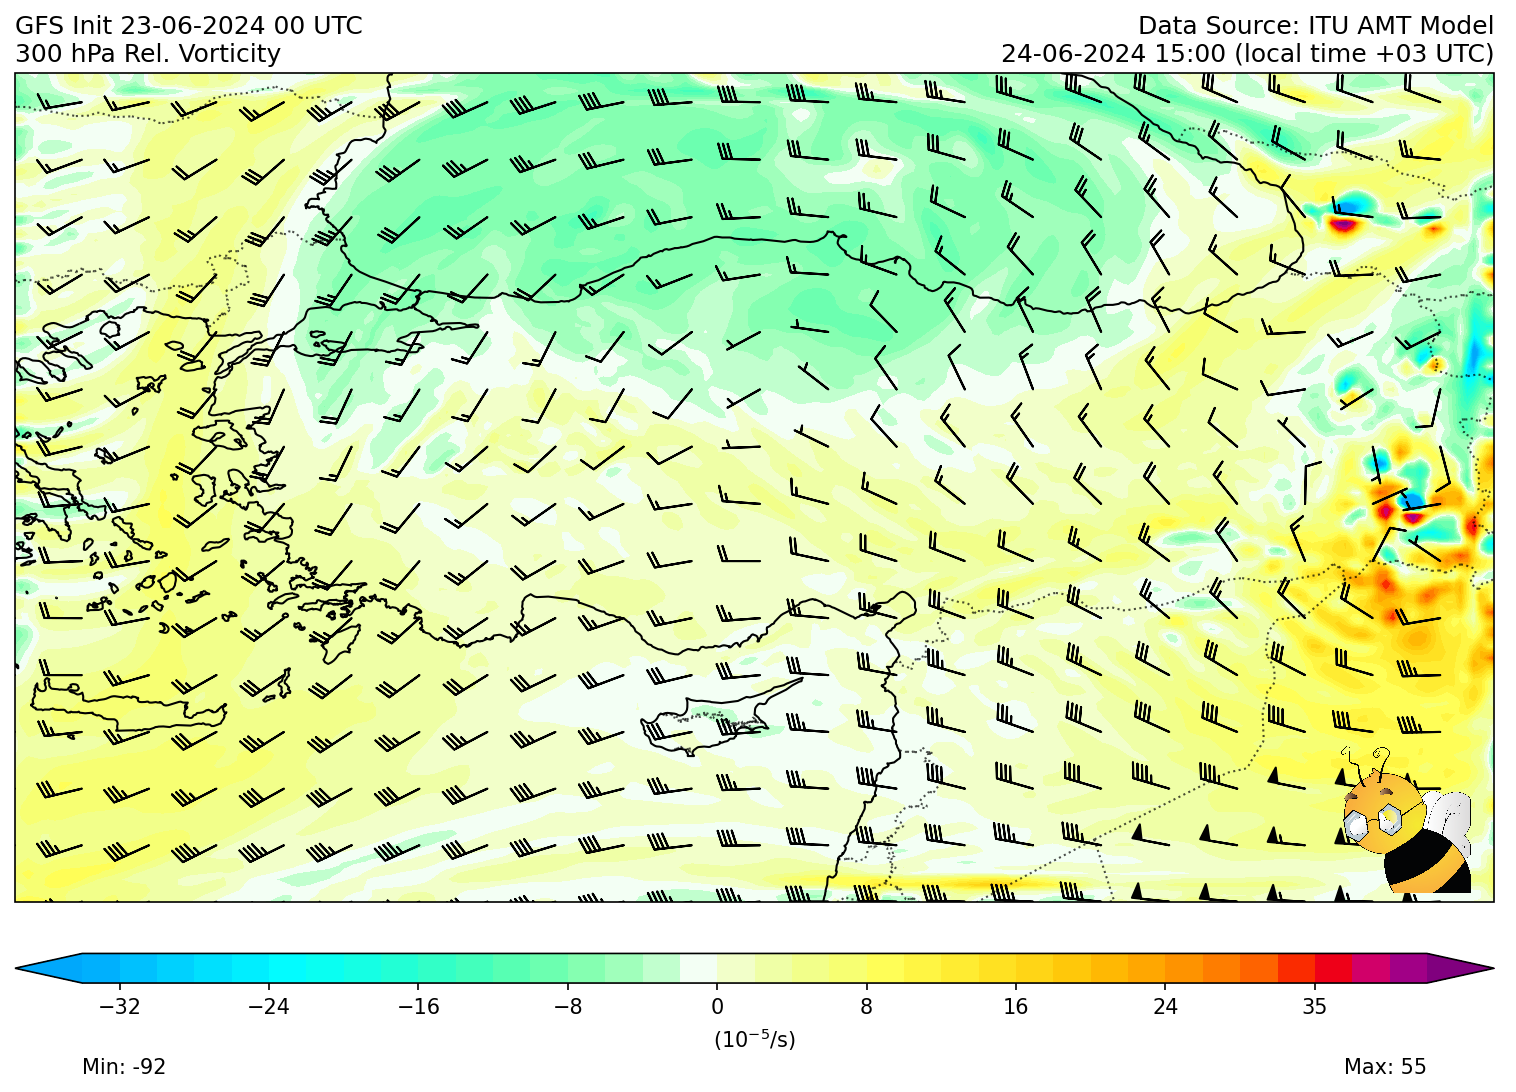 GFS Init 23-06-2024 00 UTC
Data Source: ITU AMT Model
300 hPa Rel. Vorticity
24-06-2024 15:00 (local time +03 UTC)
−32 −24 −16 −8 0 8 16 24 35
(10⁻⁵/s)
Min: -92
Max: 55